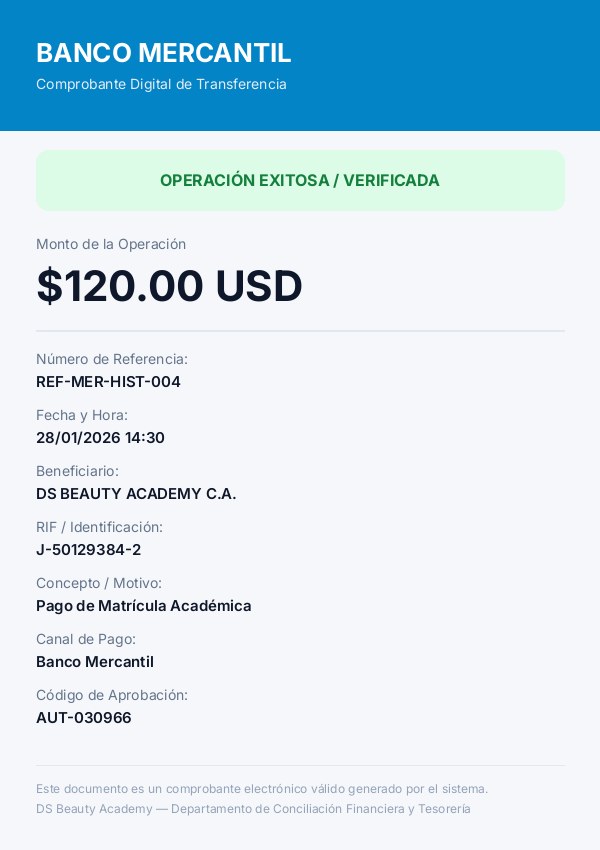 BANCO MERCANTIL
Comprobante Digital de Transferencia
OPERACIÓN EXITOSA / VERIFICADA
Monto de la Operación
$120.00 USD
Número de Referencia:
REF-MER-HIST-004
Fecha y Hora:
28/01/2026 14:30
Beneficiario:
DS BEAUTY ACADEMY C.A.
RIF / Identificación:
J-50129384-2
Concepto / Motivo:
Pago de Matrícula Académica
Canal de Pago:
Banco Mercantil
Código de Aprobación:
AUT-030966
Este documento es un comprobante electrónico válido generado por el sistema.
DS Beauty Academy — Departamento de Conciliación Financiera y Tesorería